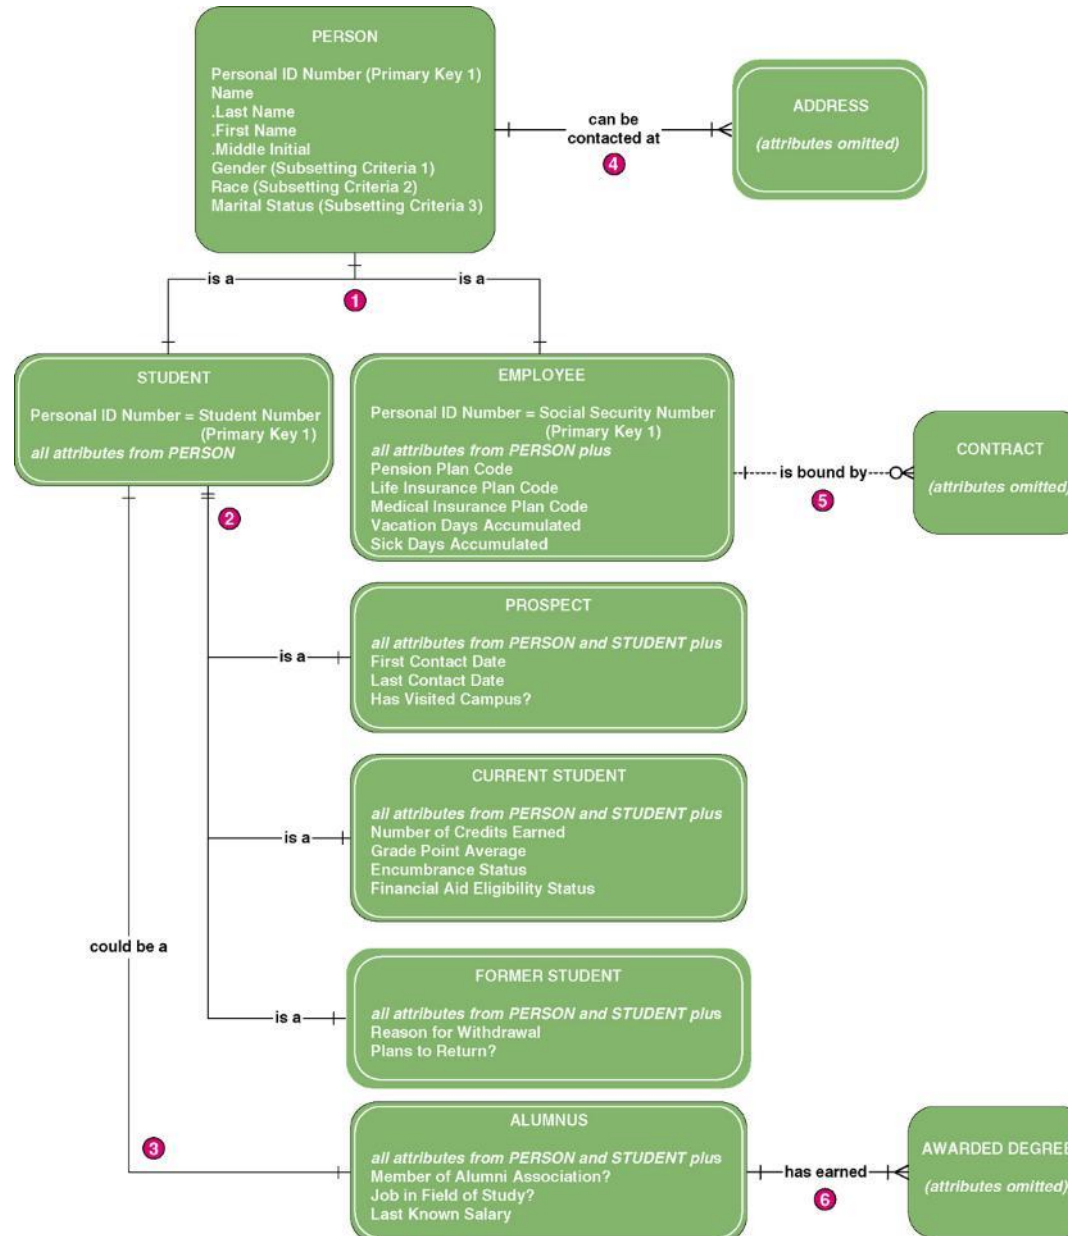 PERSON
Personal ID Number (Primary Key 1)
Name
.Last Name
.First Name
.Middle Initial
Gender (Subsetting Criteria 1)
Race (Subsetting Criteria 2)
Marital Status (Subsetting Criteria 3)
can be
contacted at
4
ADDRESS
(attributes omitted)
is a
is a
1
STUDENT
Personal ID Number = Student Number
(Primary Key 1)
all attributes from PERSON
EMPLOYEE
Personal ID Number = Social Security Number
(Primary Key 1)
all attributes from PERSON plus
Pension Plan Code
Life Insurance Plan Code
Medical Insurance Plan Code
Vacation Days Accumulated
Sick Days Accumulated
is bound by
5
CONTRACT
(attributes omitted)
2
PROSPECT
all attributes from PERSON and STUDENT plus
First Contact Date
Last Contact Date
Has Visited Campus?
is a
CURRENT STUDENT
all attributes from PERSON and STUDENT plus
Number of Credits Earned
Grade Point Average
Encumbrance Status
Financial Aid Eligibility Status
is a
could be a
FORMER STUDENT
all attributes from PERSON and STUDENT plus
Reason for Withdrawal
Plans to Return?
is a
3
ALUMNUS
all attributes from PERSON and STUDENT plus
Member of Alumni Association?
Job in Field of Study?
Last Known Salary
has earned
6
AWARDED DEGREE
(attributes omitted)